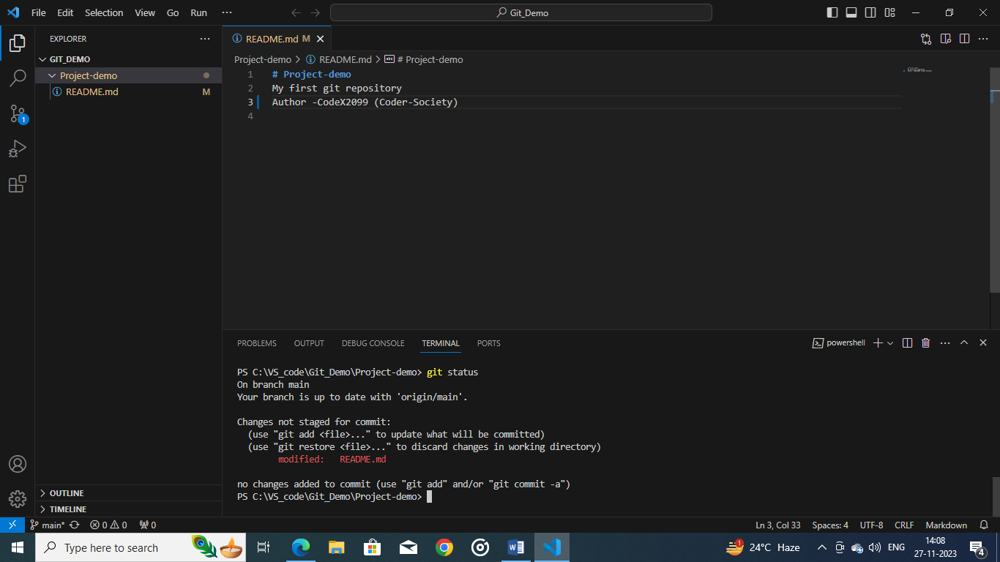 File Edit Selection View Go Run ··· Git_Demo
EXPLORER ···
README.md M
GIT_DEMO
Project-demo
README.md M
Project-demo > README.md > # Project-demo
1 # Project-demo
2 My first git repository
3 Author -CodeX2099 (Coder-Society)
4
1
PROBLEMS OUTPUT DEBUG CONSOLE TERMINAL PORTS
powershell
PS C:\VS_code\Git_Demo\Project-demo> git status
On branch main
Your branch is up to date with 'origin/main'.
Changes not staged for commit:
(use "git add <file>..." to update what will be committed)
(use "git restore <file>..." to discard changes in working directory)
modified: README.md
no changes added to commit (use "git add" and/or "git commit -a")
PS C:\VS_code\Git_Demo\Project-demo>
OUTLINE
TIMELINE
main* 0 0 0 Ln 3, Col 33 Spaces: 4 UTF-8 CRLF Markdown
Type here to search 1 24°C Haze ENG 14:08
27-11-2023 4